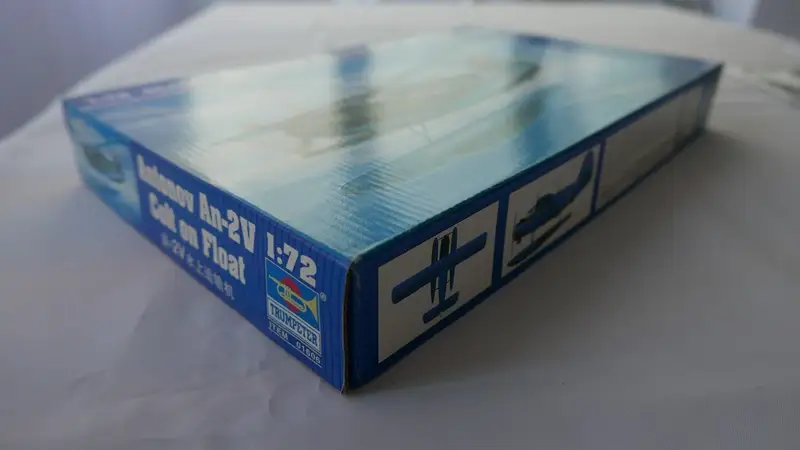 Antonov An-2V
Colt on Float
1:72
®
TRUMPETER
ITEM 01606